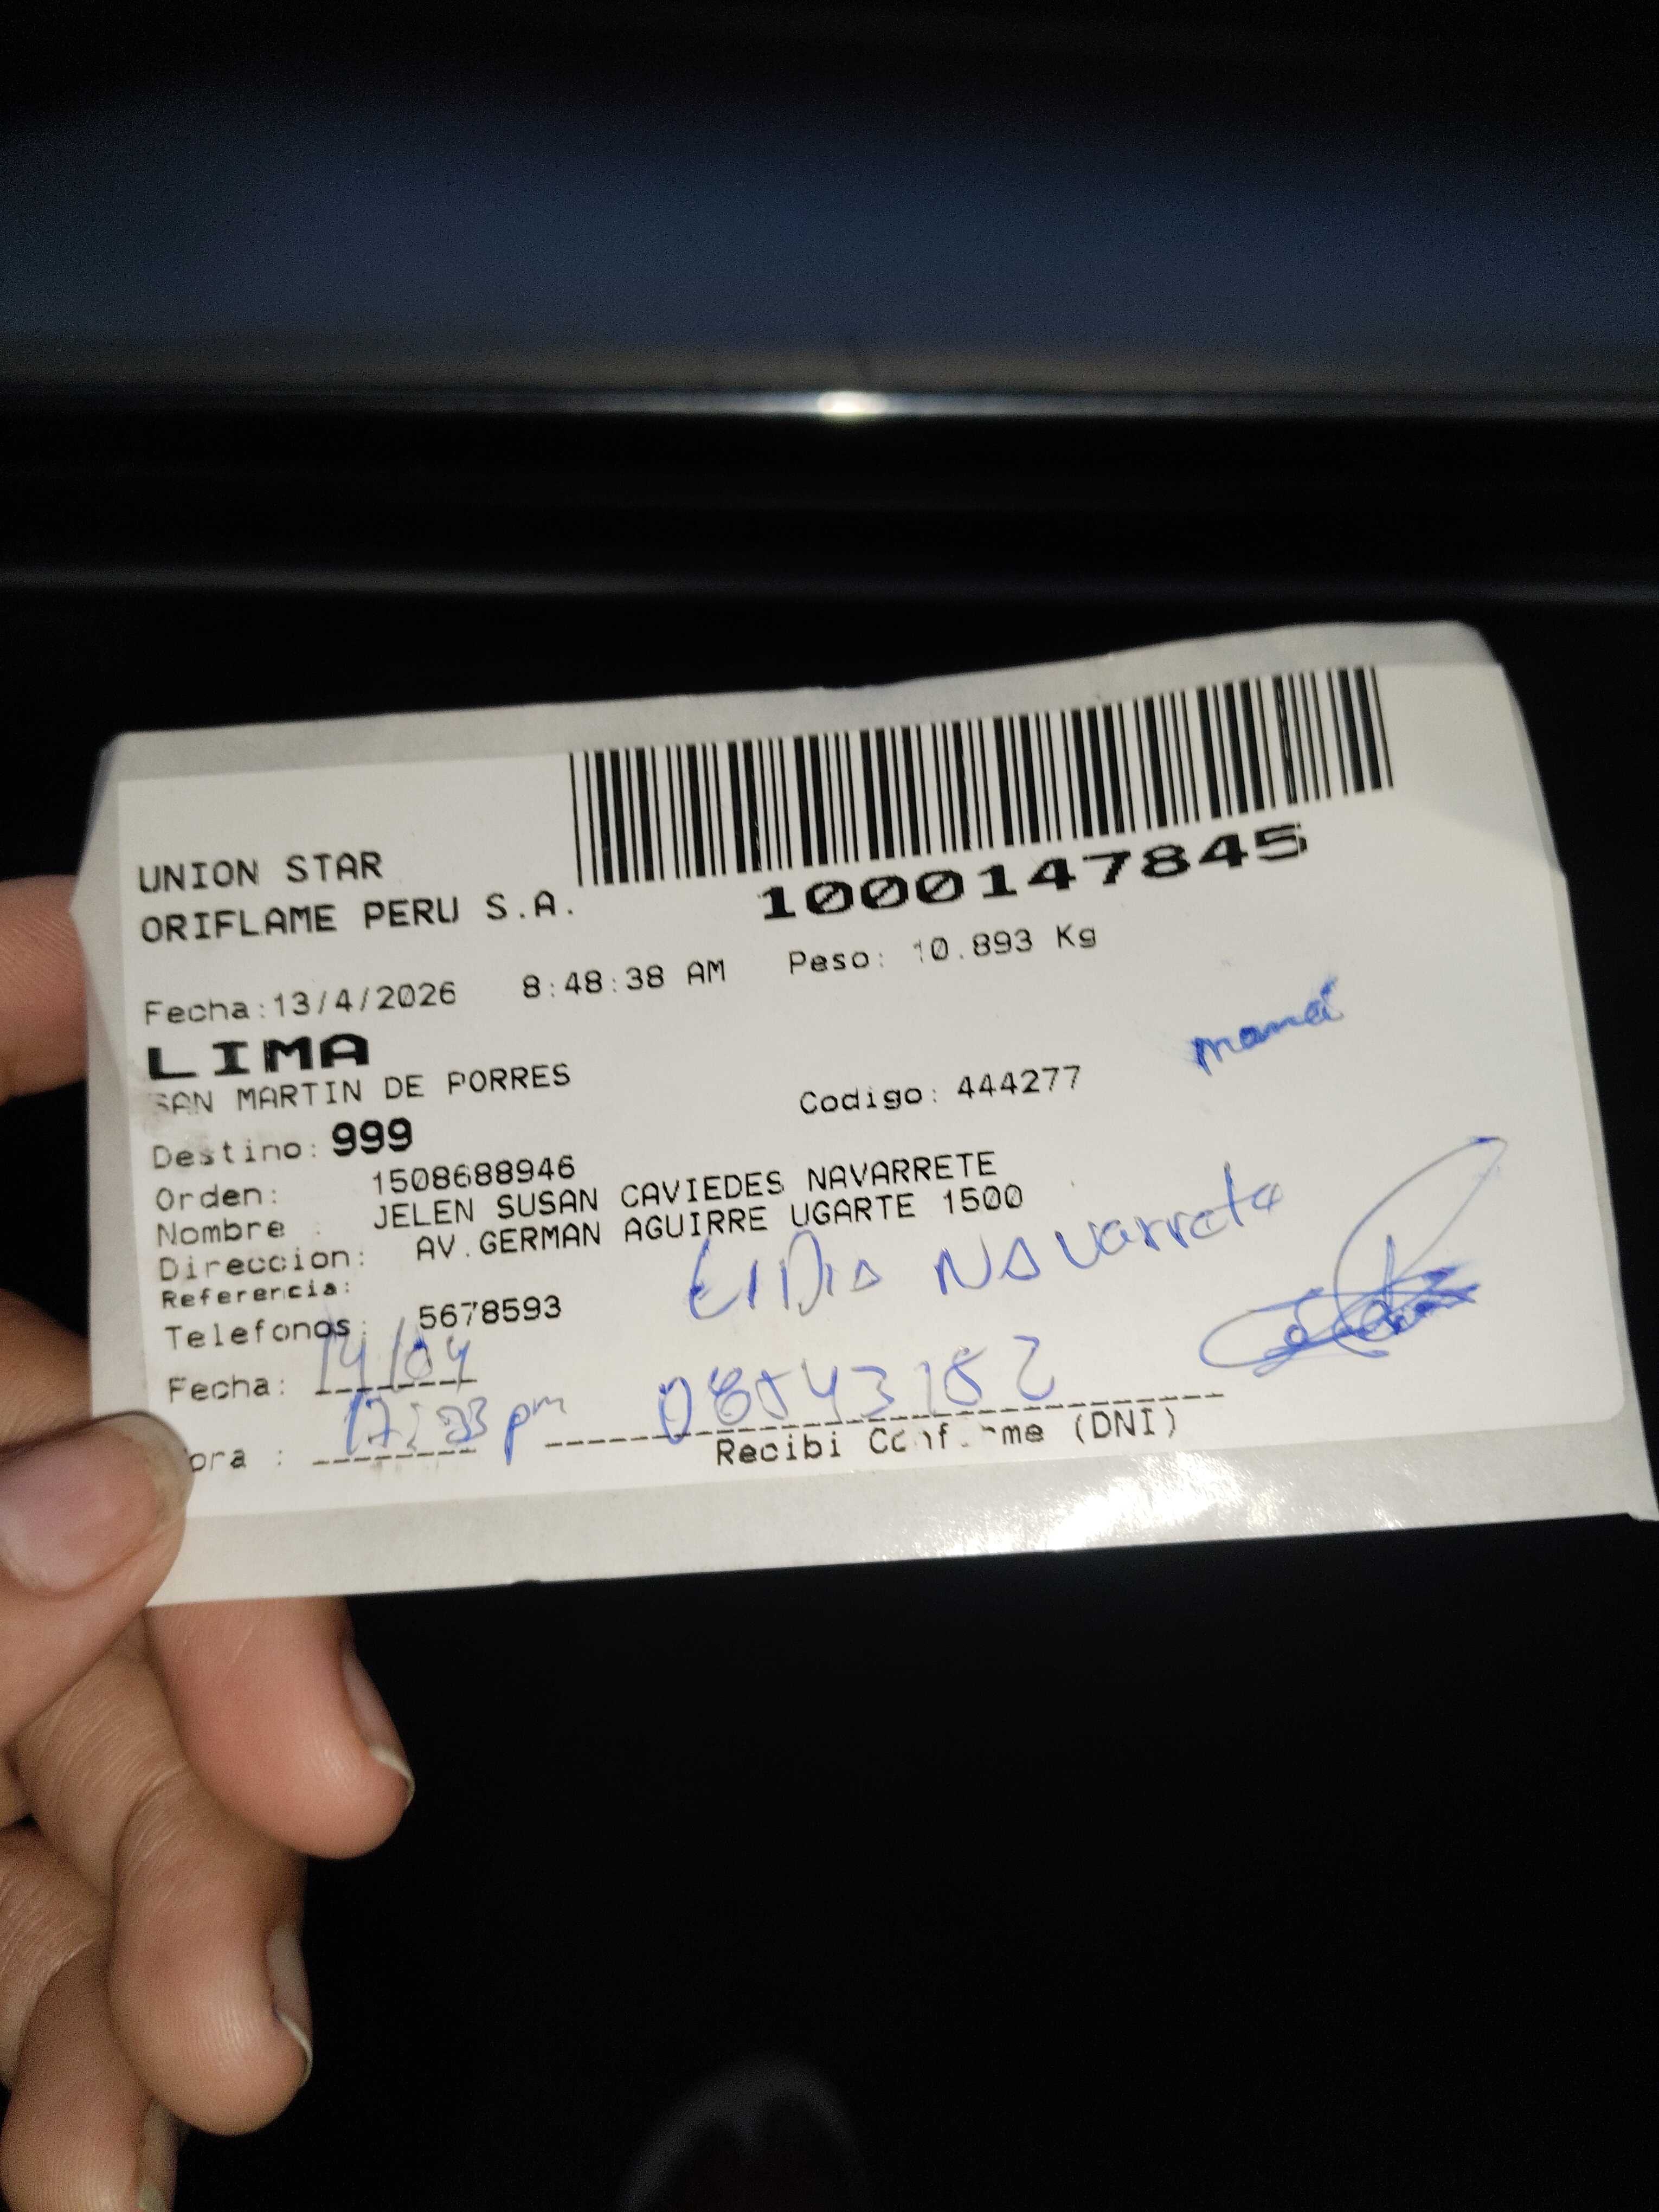 UNION STAR
ORIFLAME PERU S.A.
1000147845
Fecha:13/4/2026 8:48:38 AM Peso: 10.893 Kg
LIMA
mamá
SAN MARTIN DE PORRES
Codigo: 444277
Destino: 999
Orden: 1508688946
Nombre : JELEN SUSAN CAVIEDES NAVARRETE
Direccion: AV.GERMAN AGUIRRE UGARTE 1500
Referencia:
Navarrete
Telefonos: 5678593
Fecha: 14/04
ora : 17: pm
Recibi Conforme (DNI)